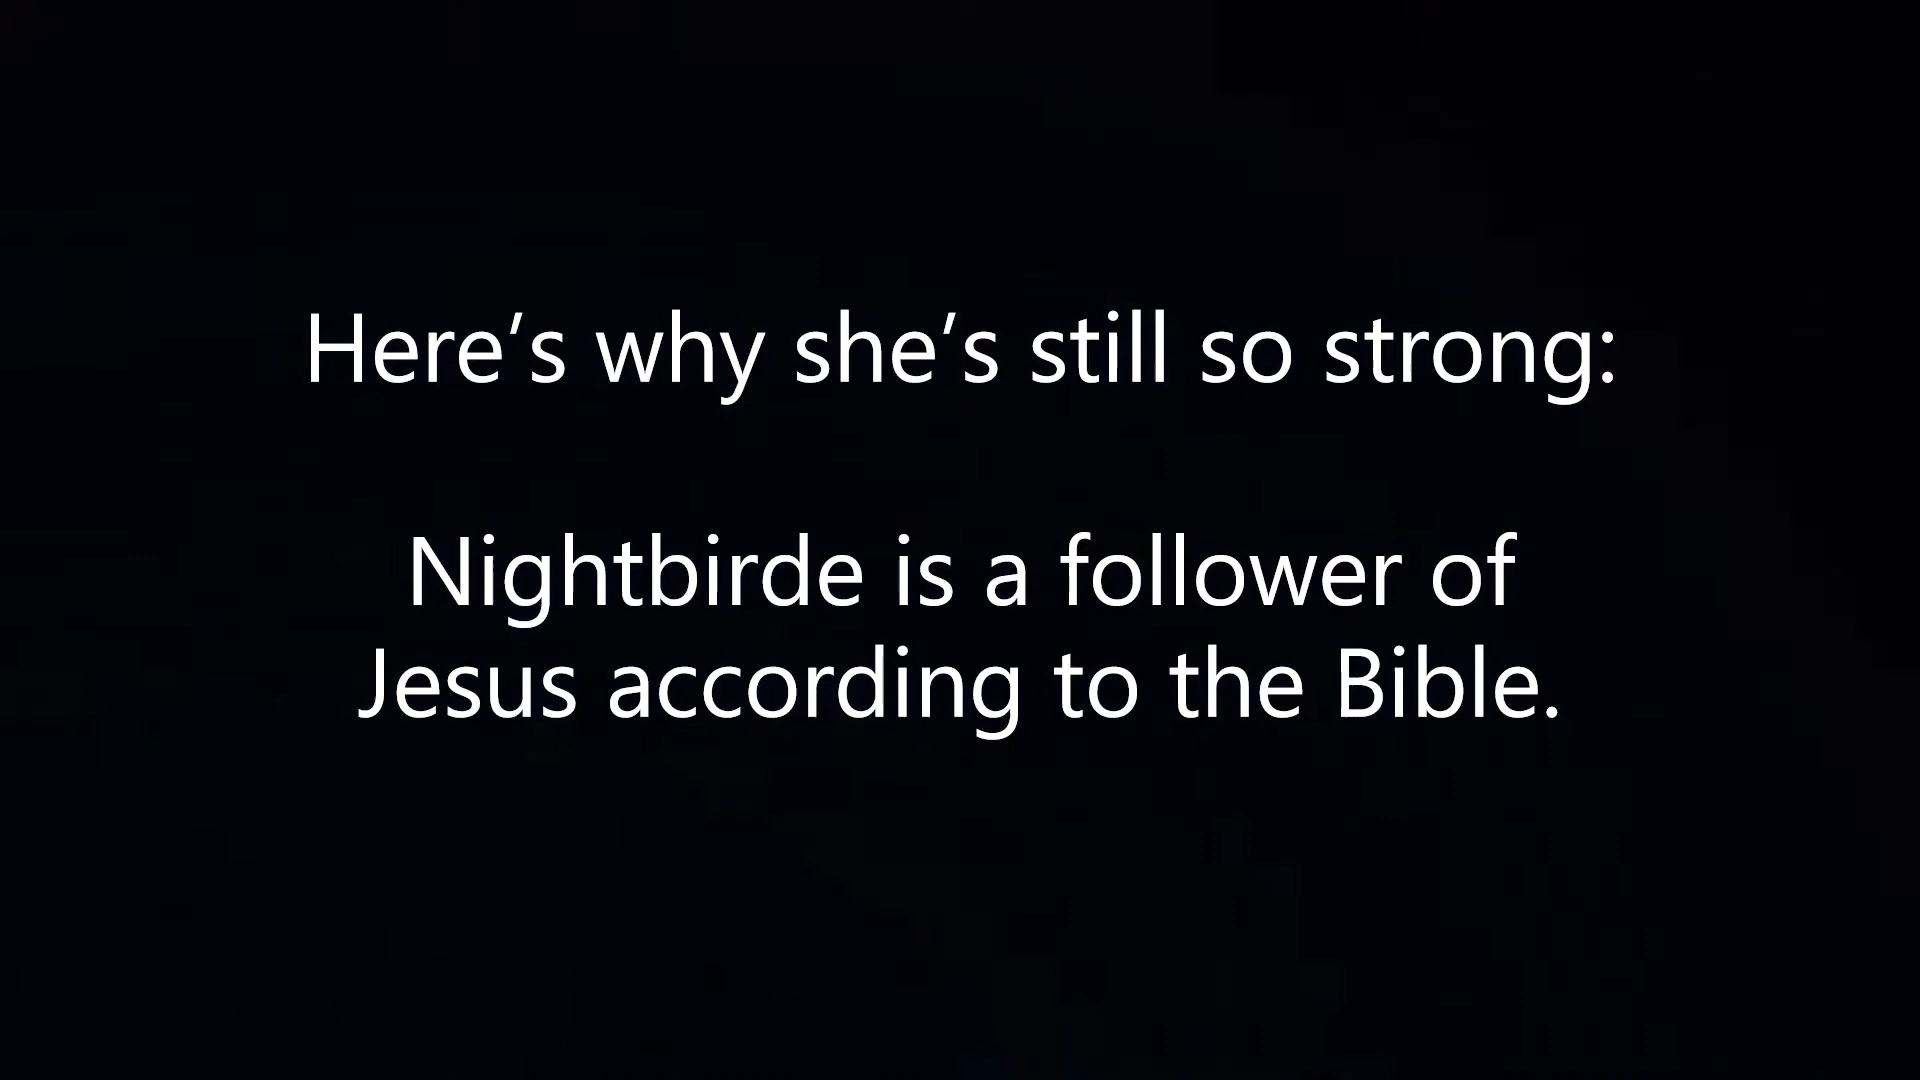 Here’s why she’s still so strong:
Nightbirde is a follower of
Jesus according to the Bible.